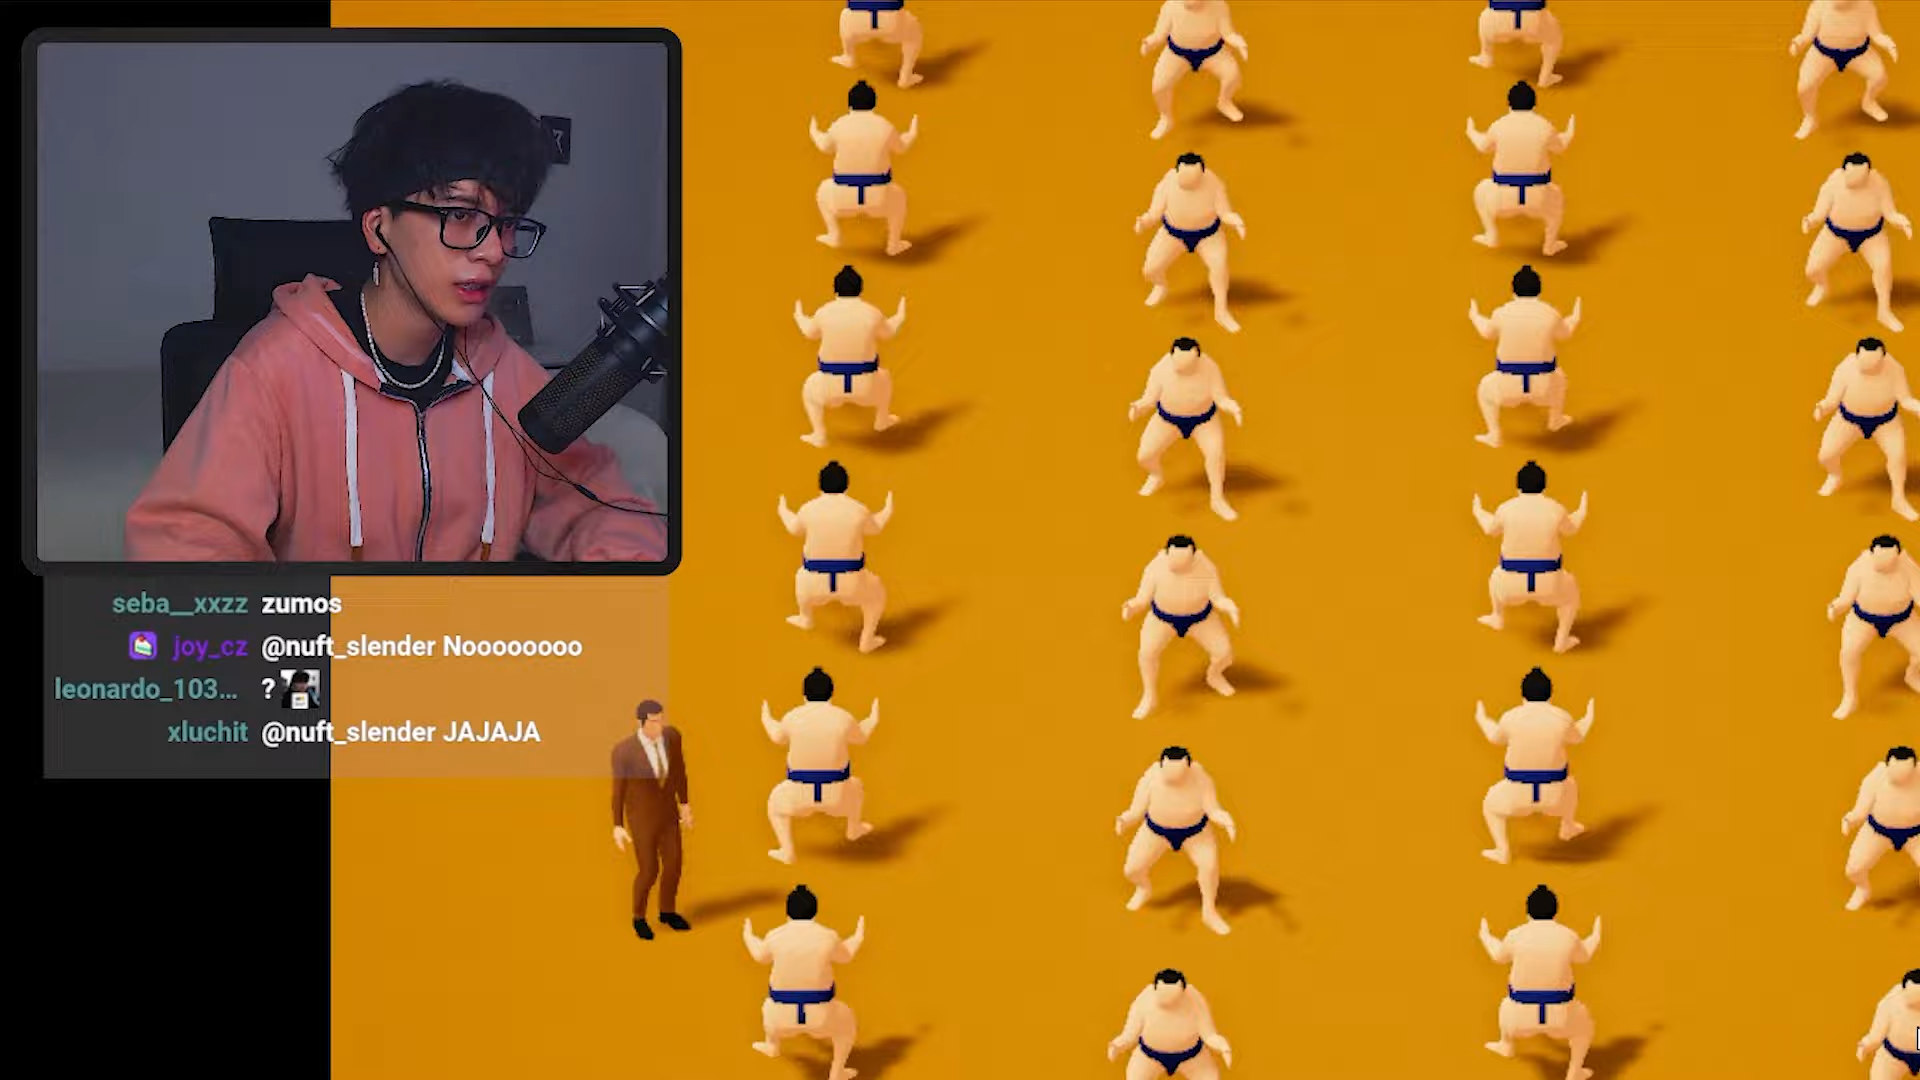 seba__xxzz zumos
joy_cz @nuft_slender Noooooooo
leonardo_103... ?
xluchit @nuft_slender JAJAJA